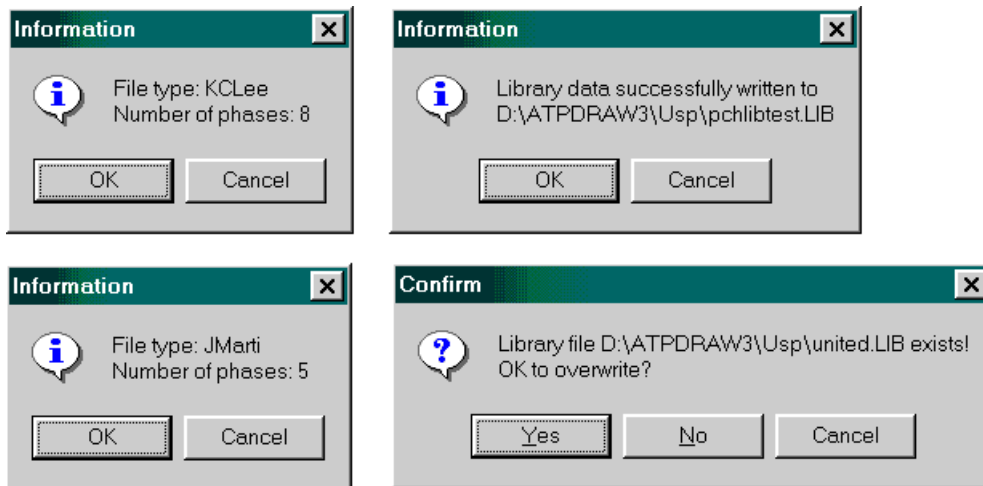 Information
File type: KCLee
Number of phases: 8
OK
Cancel
Information
Library data successfully written to
D:\ATPDRAW3\Usp\pchlibtest.LIB
OK
Cancel
Information
File type: JMarti
Number of phases: 5
OK
Cancel
Confirm
Library file D:\ATPDRAW3\Usp\united.LIB exists!
OK to overwrite?
Yes
No
Cancel